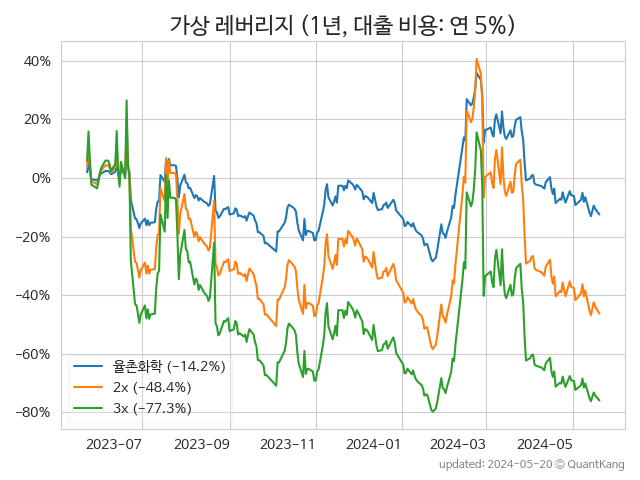 가상 레버리지 (1년, 대출 비용: 연 5%)
40%
20%
0%
−20%
−40%
−60%
−80%
율촌화학 (−14.2%)
2x (−48.4%)
3x (−77.3%)
2023-07 2023-09 2023-11 2024-01 2024-03 2024-05
updated: 2024-05-20 © QuantKang